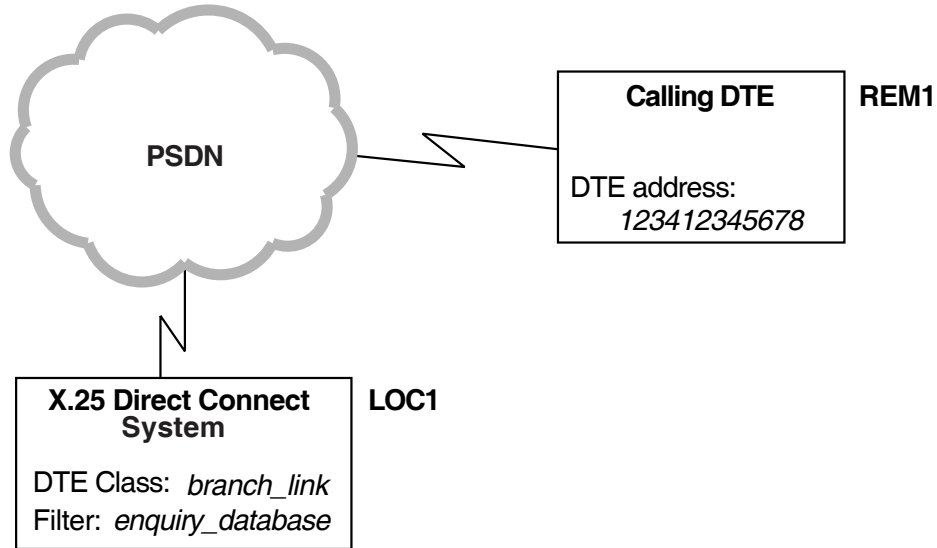 PSDN
Calling DTE
REM1
DTE address:
123412345678
X.25 Direct Connect
System
LOC1
DTE Class: branch_link
Filter: enquiry_database